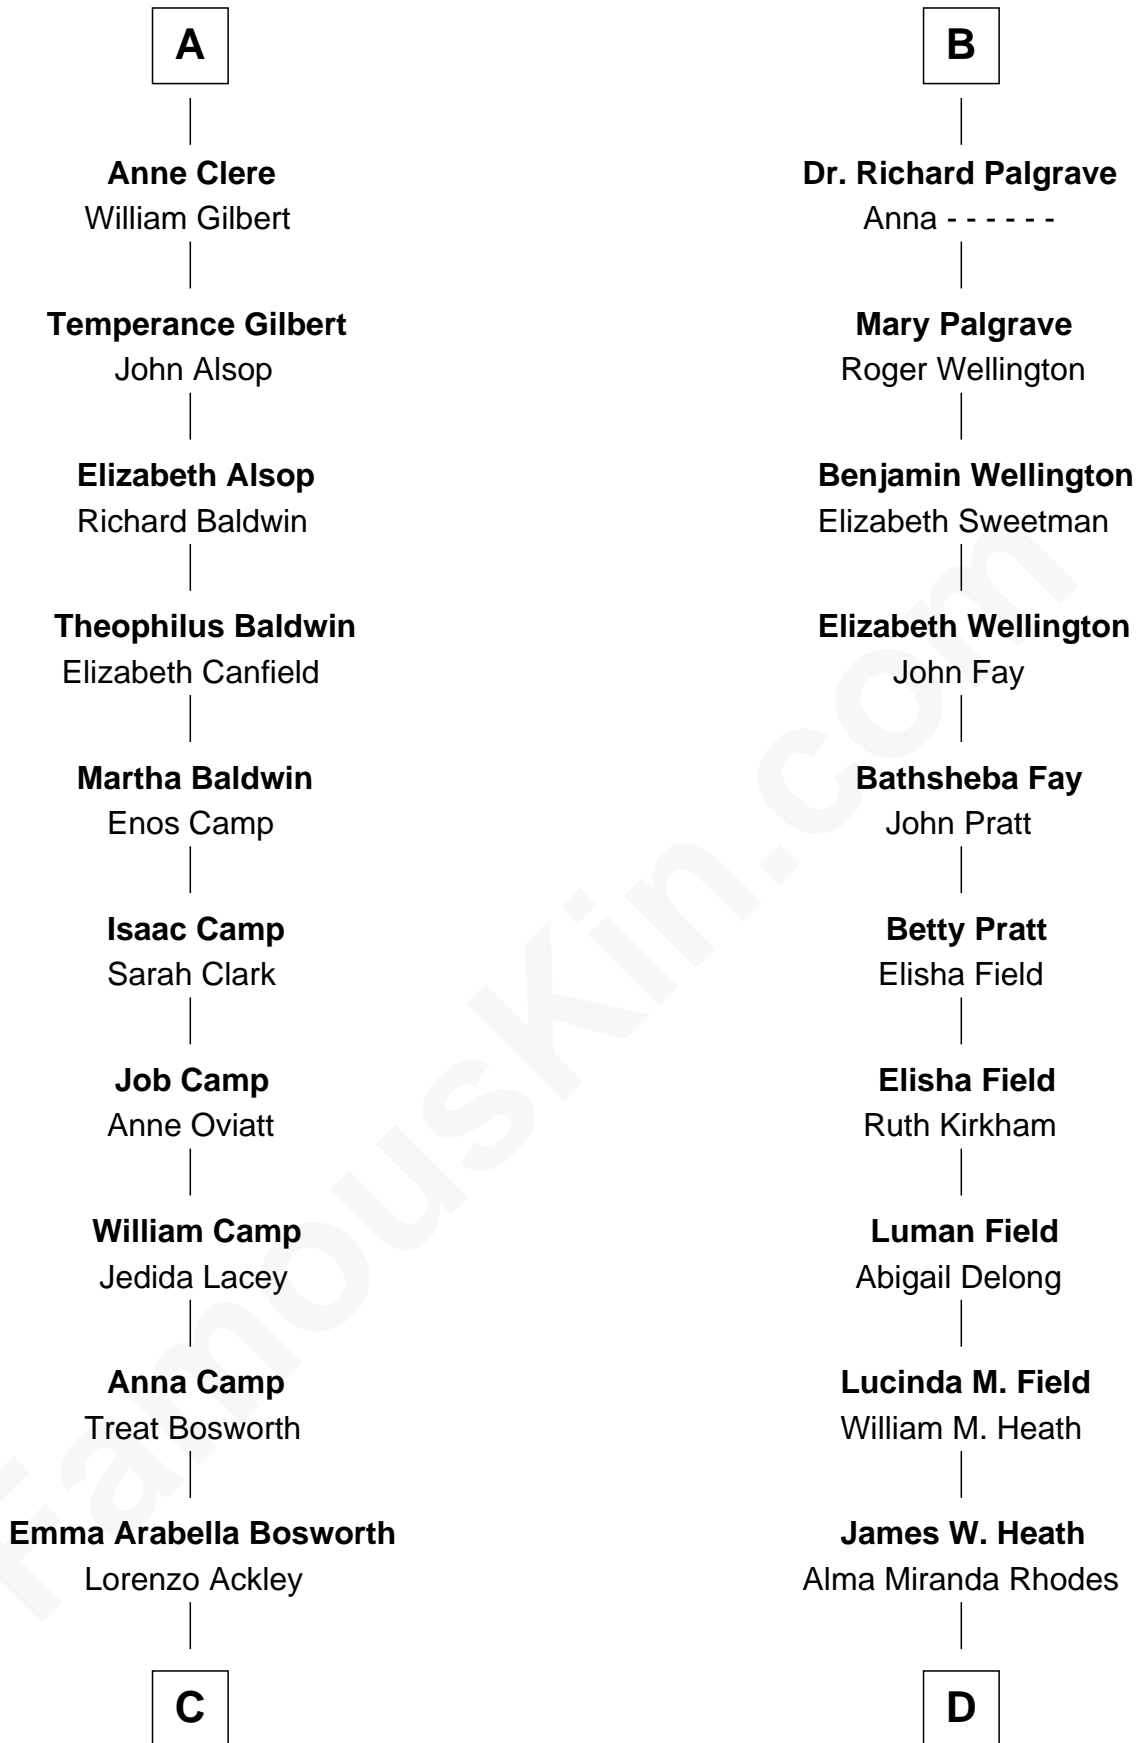 A
Anne Clere
William Gilbert
Temperance Gilbert
John Alsop
Elizabeth Alsop
Richard Baldwin
Theophilus Baldwin
Elizabeth Canfield
Martha Baldwin
Enos Camp
Isaac Camp
Sarah Clark
Job Camp
Anne Oviatt
William Camp
Jedida Lacey
Anna Camp
Treat Bosworth
Emma Arabella Bosworth
Lorenzo Ackley
C
B
Dr. Richard Palgrave
Anna - - - - - -
Mary Palgrave
Roger Wellington
Benjamin Wellington
Elizabeth Sweetman
Elizabeth Wellington
John Fay
Bathsheba Fay
John Pratt
Betty Pratt
Elisha Field
Elisha Field
Ruth Kirkham
Luman Field
Abigail Delong
Lucinda M. Field
William M. Heath
James W. Heath
Alma Miranda Rhodes
D
FamousKin.com